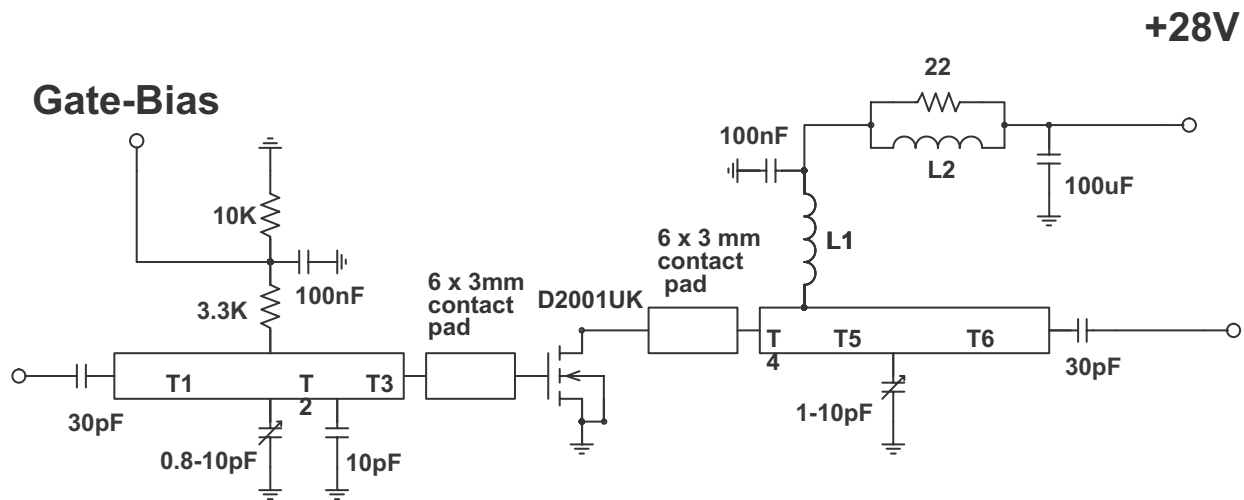 +28V
Gate-Bias
22
100nF
L2
100uF
10K
L1
6 x 3 mm
contact
pad
100nF
6 x 3mm
contact
pad
D2001UK
3.3K
T1
T
2
T3
T
4
T5
T6
30pF
30pF
1-10pF
0.8-10pF
10pF